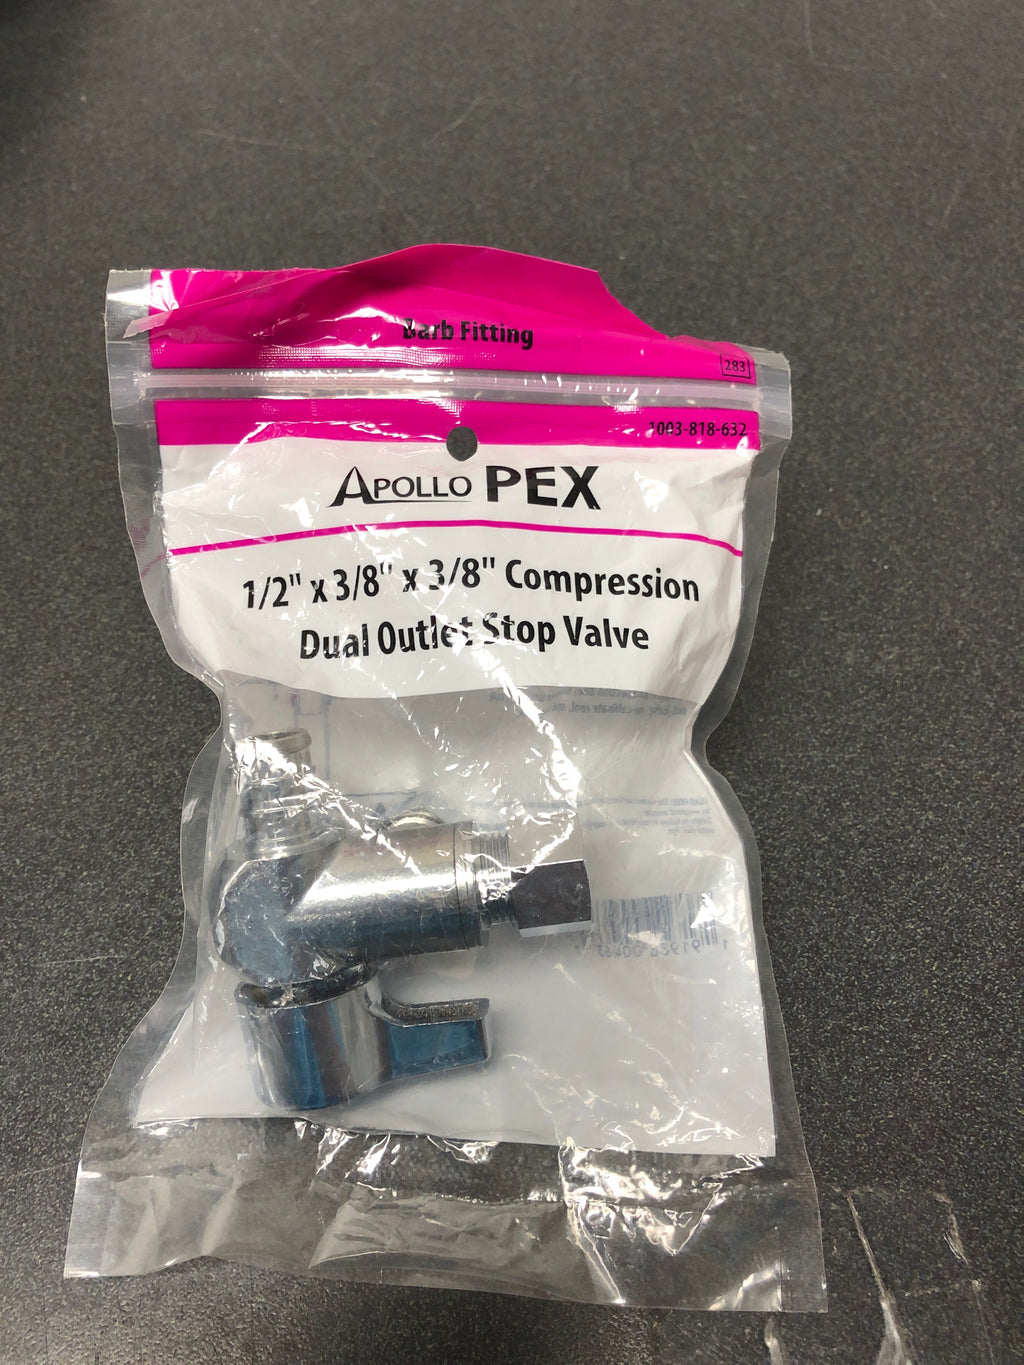 Barb Fitting
283
1003-818-632
APOLLO PEX
1/2" x 3/8" x 3/8" Compression
Dual Outlet Stop Valve